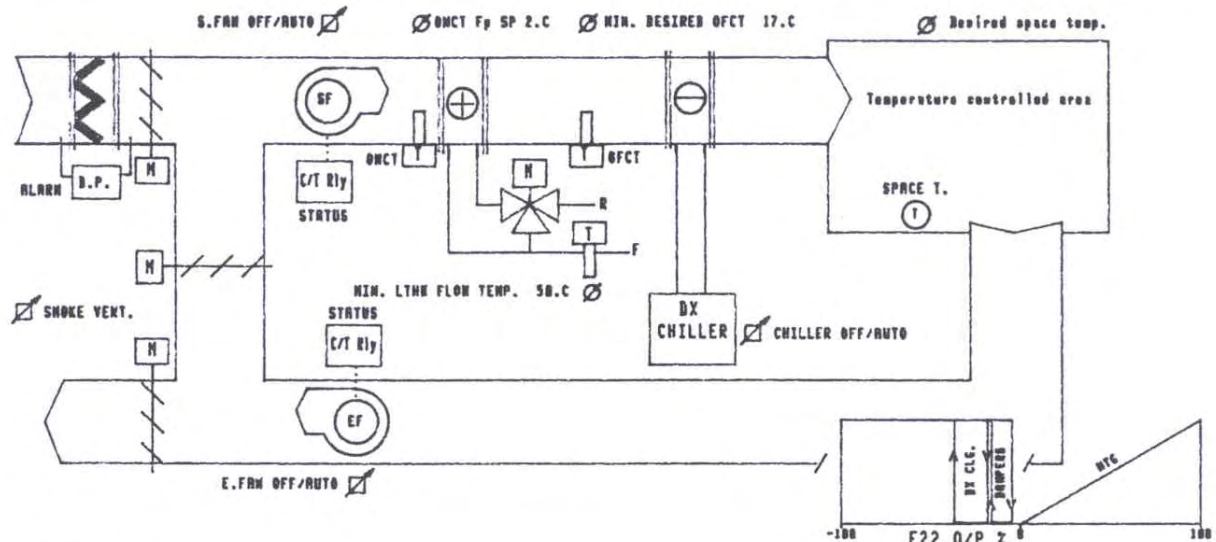 S.FAN OFF/AUTO
ONCT Fp SP 2.C
MIN. DESIRED OFCT 17.C
Desired space temp.
SF
+
−
Temperature controlled area
M
ALARM
D.P.
C/T Rly
STATUS
ONCT
T
T
OFCT
M
R
T
F
SPACE T.
T
M
MIN. LTHW FLOW TEMP. 50.C
SMOKE VENT.
STATUS
C/T Rly
DX
CHILLER
CHILLER OFF/AUTO
M
EF
E.FAN OFF/AUTO
DX CLG.
DAMPERS
HTG
-100
0
100
F22 O/P %